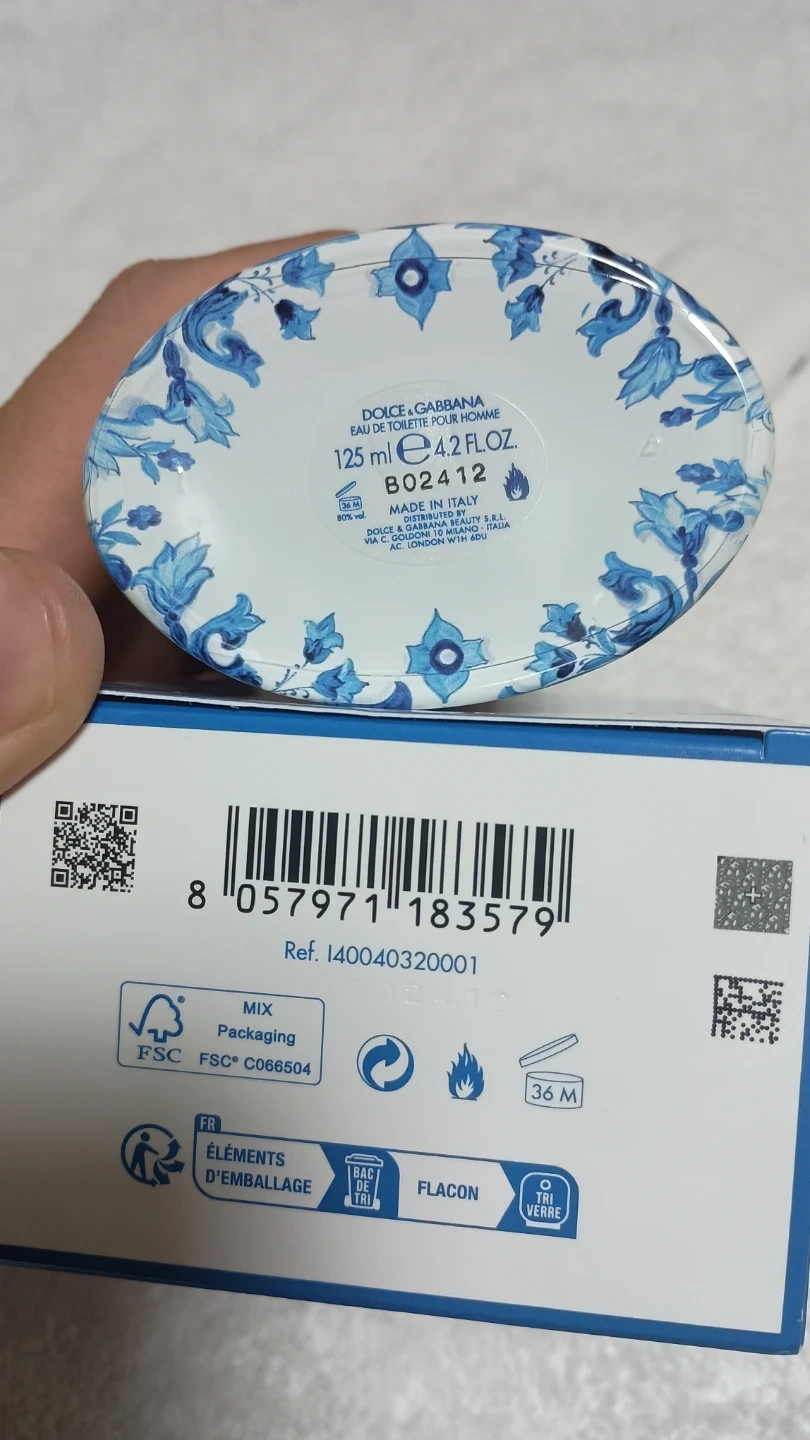 DOLCE & GABBANA
EAU DE TOILETTE POUR HOMME
125 ml e 4.2 FL.OZ.
B02412
36 M
80% vol.
MADE IN ITALY
DISTRIBUTED BY
DOLCE & GABBANA BEAUTY S.R.L.
VIA C. GOLDONI 10 MILANO - ITALIA
AC. LONDON W1H 6DU
8 057971 183579
Ref. I40040320001
FSC®
MIX
Packaging
FSC® C066504
36 M
FR
ÉLÉMENTS
D'EMBALLAGE
BAC
DE
TRI
FLACON
TRI
VERRE